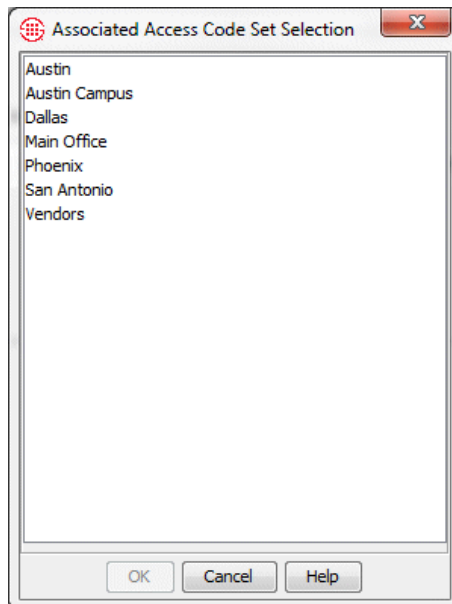 Associated Access Code Set Selection
Austin
Austin Campus
Dallas
Main Office
Phoenix
San Antonio
Vendors
OK Cancel Help